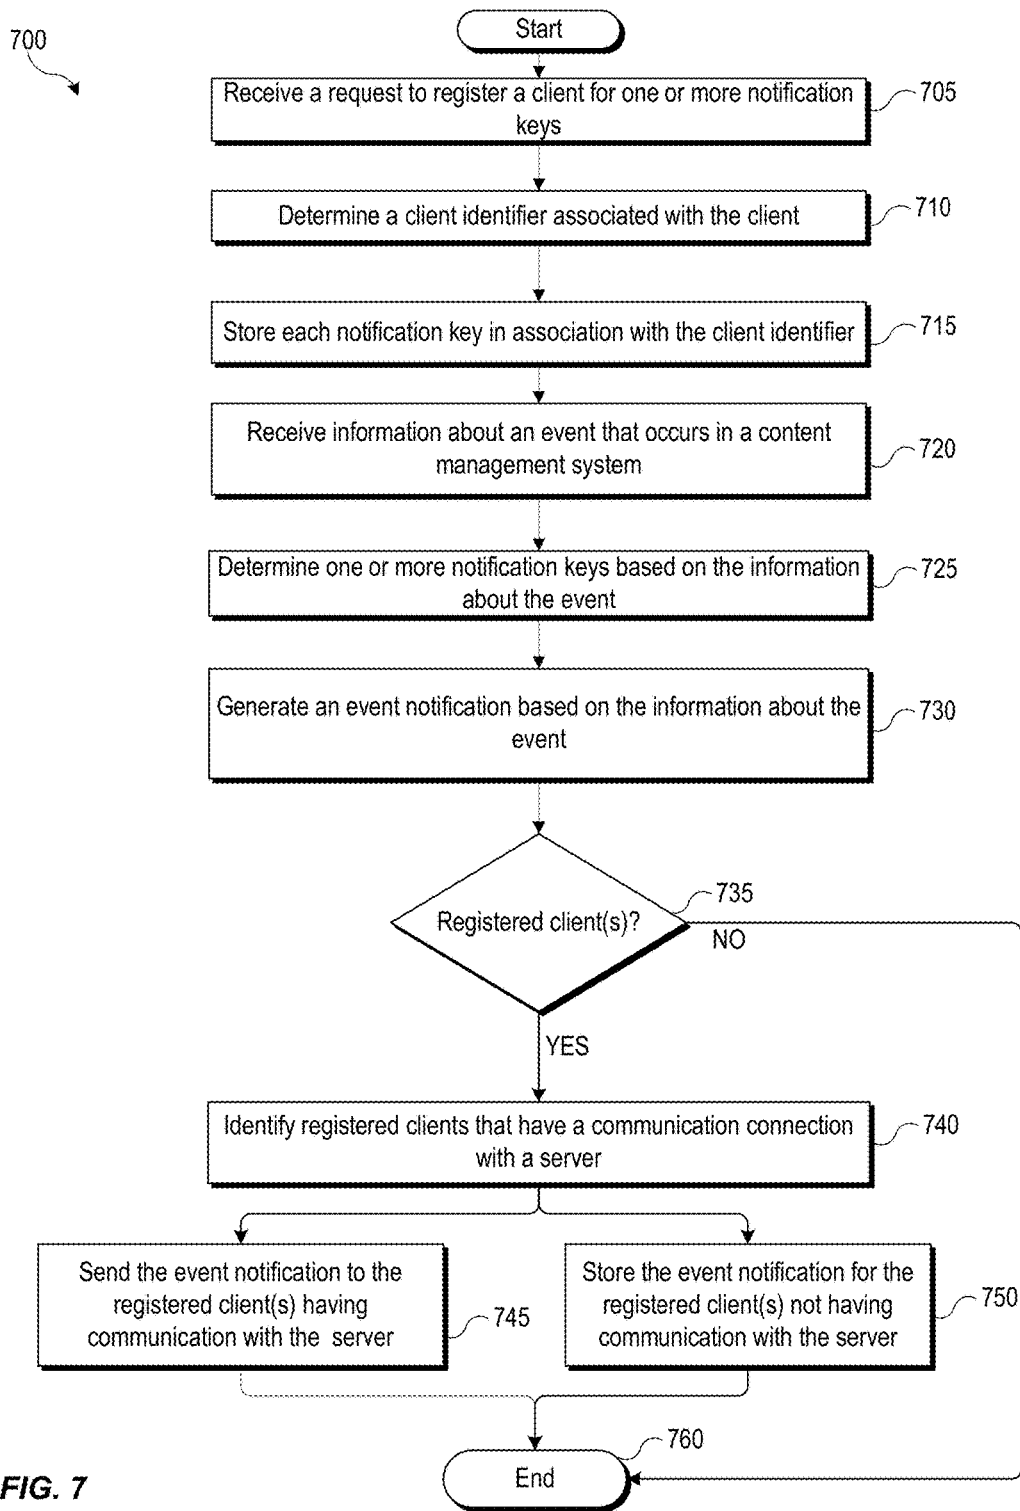 700
Start
Receive a request to register a client for one or more notification
keys
705
Determine a client identifier associated with the client
710
Store each notification key in association with the client identifier
715
Receive information about an event that occurs in a content
management system
720
Determine one or more notification keys based on the information
about the event
725
Generate an event notification based on the information about the
event
730
Registered client(s)?
735
NO
YES
Identify registered clients that have a communication connection
with a server
740
Send the event notification to the
registered client(s) having
communication with the server
745
Store the event notification for the
registered client(s) not having
communication with the server
750
End
760
FIG. 7